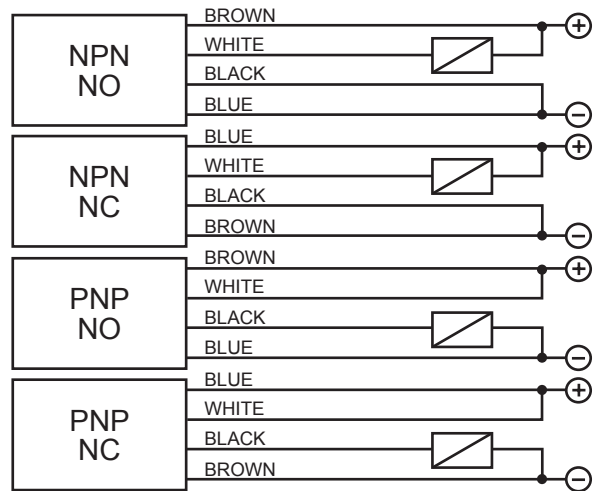 NPN
NO
BROWN
WHITE
BLACK
BLUE
+
−
NPN
NC
BLUE
WHITE
BLACK
BROWN
+
−
PNP
NO
BROWN
WHITE
BLACK
BLUE
+
−
PNP
NC
BLUE
WHITE
BLACK
BROWN
+
−